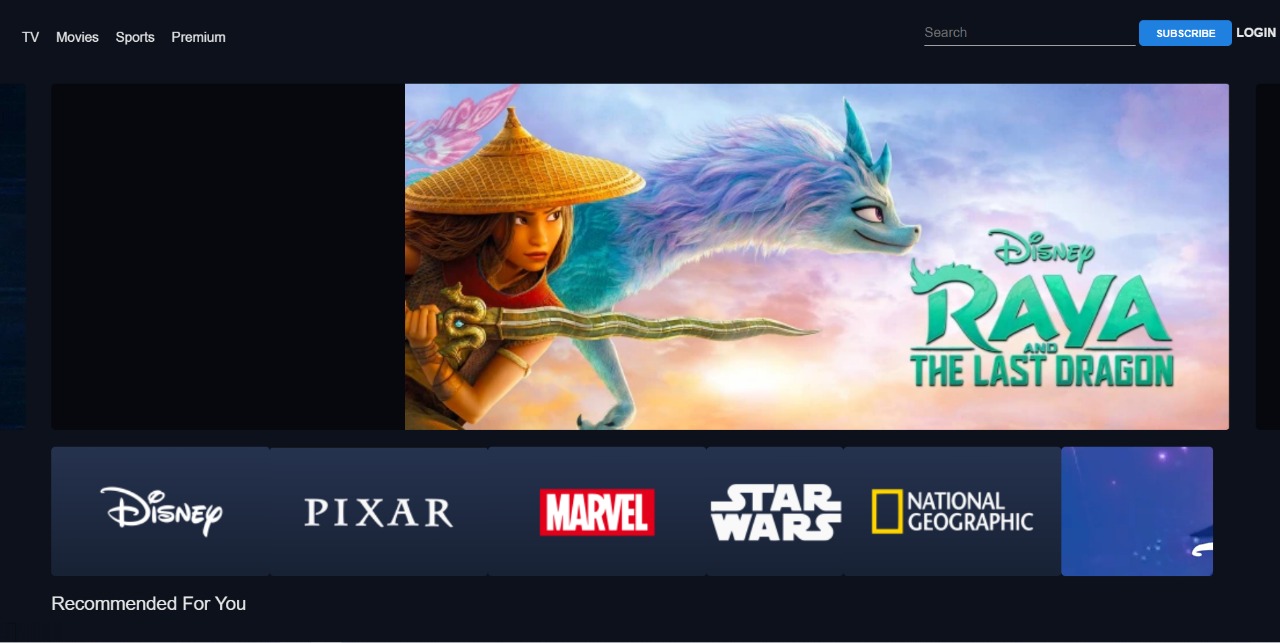 TV Movies Sports Premium
Search SUBSCRIBE LOGIN
Disney
RAYA
AND
THE LAST DRAGON
Disney PIXAR MARVEL STAR WARS NATIONAL GEOGRAPHIC
Recommended For You